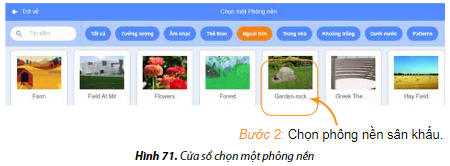 Trở về
Chọn một Phông nền
Tìm kiếm
Tất cả
Tưởng tượng
Âm nhạc
Thể thao
Ngoài trời
Trong nhà
Khoảng trống
Dưới nước
Patterns
Farm
Field At Mit
Flowers
Forest
Garden-rock
Greek The...
Hay Field
Bước 2: Chọn phông nền sân khấu.
Hình 71. Cửa sổ chọn một phông nền